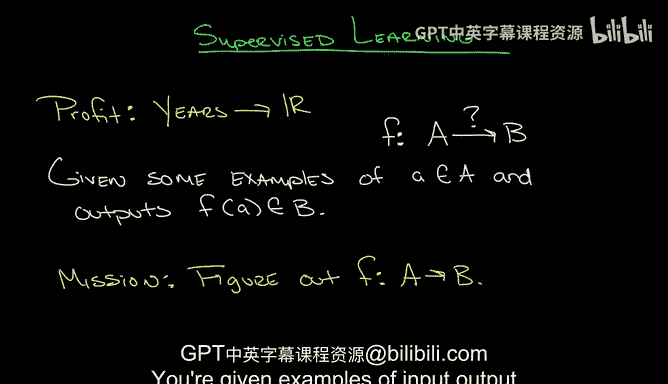 SUPERVISED LEARNING
GPT中英字幕课程资源 bilibili
Profit: YEARS → IR
f: A →? B
GIVEN SOME EXAMPLES of a ∈ A and
outputs f(a) ∈ B.
MISSION: FIGURE out f: A → B.
GPT中英字幕课程资源@bilibili.com
You're given examples of input output